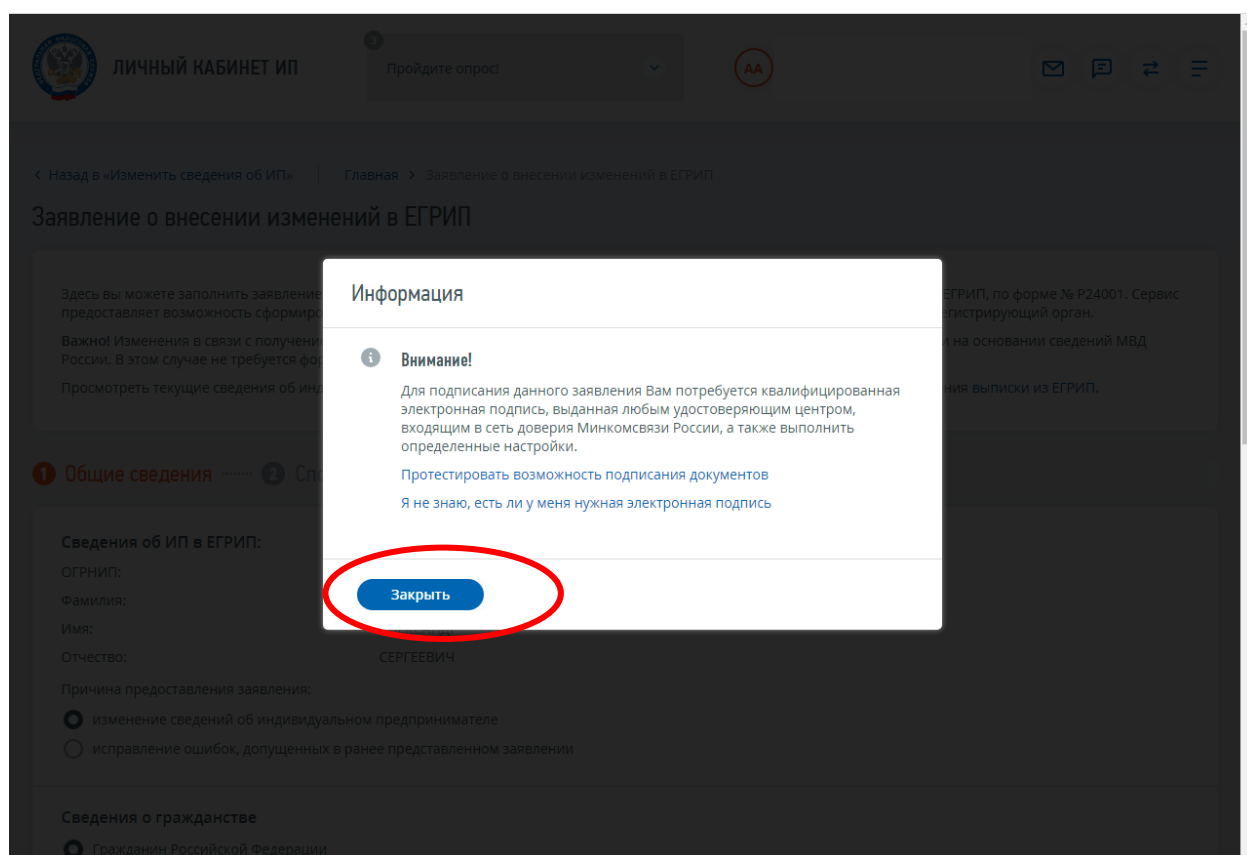 ЛИЧНЫЙ КАБИНЕТ ИП
3
Пройдите опрос!
АА
Назад в «Изменить сведения об ИП»
Главная > Заявление о внесении изменений в ЕГРИП
Заявление о внесении изменений в ЕГРИП
Здесь вы можете заполнить заявление
ЕГРИП, по форме № Р24001. Сервис
предоставляет возможность
регистрирующий орган.
Важно! Изменения в связи с
и на основании сведений МВД
России. В этом случае не требуется
Просмотреть текущие сведения об
ния выписки из ЕГРИП.
Информация
Внимание!
Для подписания данного заявления Вам потребуется квалифицированная
электронная подпись, выданная любым удостоверяющим центром,
входящим в сеть доверия Минкомсвязи России, а также выполнить
определенные настройки.
Протестировать возможность подписания документов
Я не знаю, есть ли у меня нужная электронная подпись
Закрыть
1 Общие сведения
2
Сведения об ИП в ЕГРИП:
ОГРНИП:
Фамилия:
Имя:
Отчество: СЕРГЕЕВИЧ
Причина предоставления заявления:
изменение сведений об индивидуальном предпринимателе
исправление ошибок, допущенных в ранее представленном заявлении
Сведения о гражданстве
Гражданин Российской Федерации